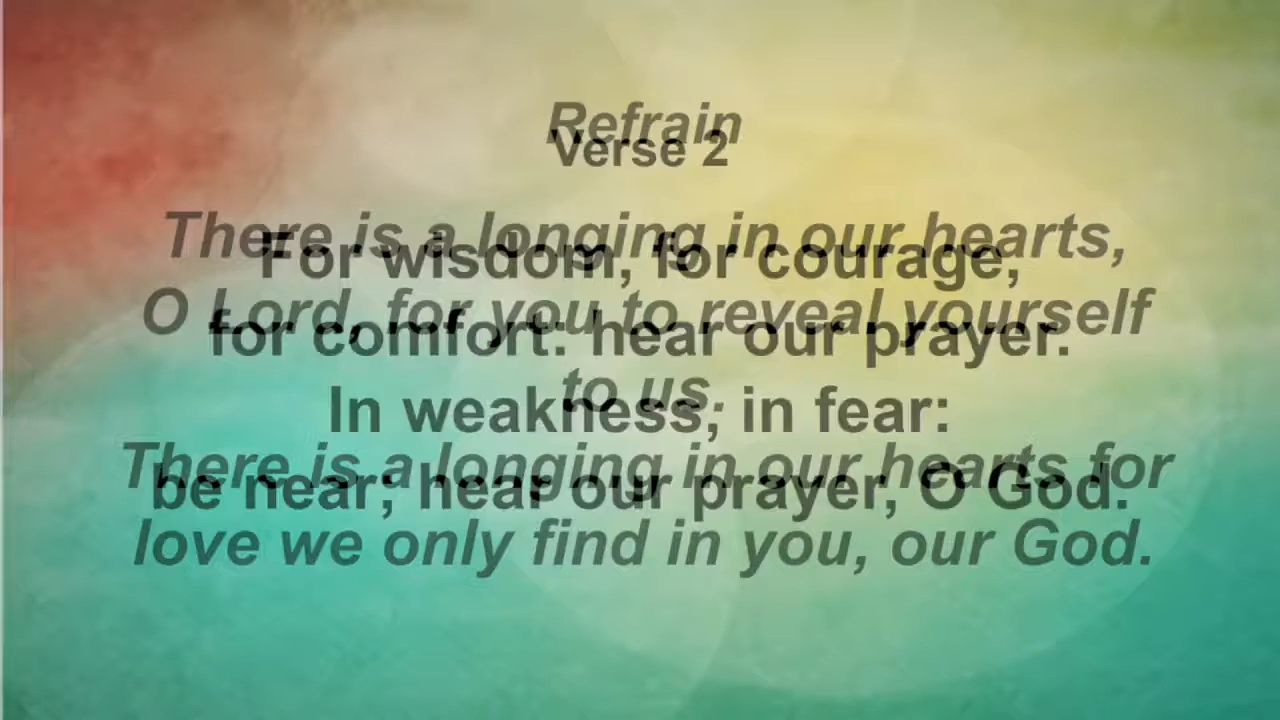 Refrain
There is a longing in our hearts,
O Lord, for you to reveal yourself
to us.
There is a longing in our hearts for
love we only find in you, our God.
Verse 2
For wisdom, for courage,
for comfort: hear our prayer.
In weakness, in fear:
be near; hear our prayer, O God.